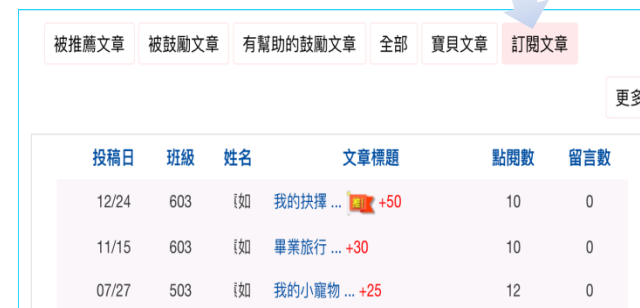 被推薦文章 被鼓勵文章 有幫助的鼓勵文章 全部 寶貝文章 訂閱文章
更多
投稿日 班級 姓名 文章標題 點閱數 留言數
12/24 603 如 我的抉擇 ... 推 +50 10 0
11/15 603 如 畢業旅行 ... +30 10 0
07/27 503 如 我的小寵物 ... +25 12 0